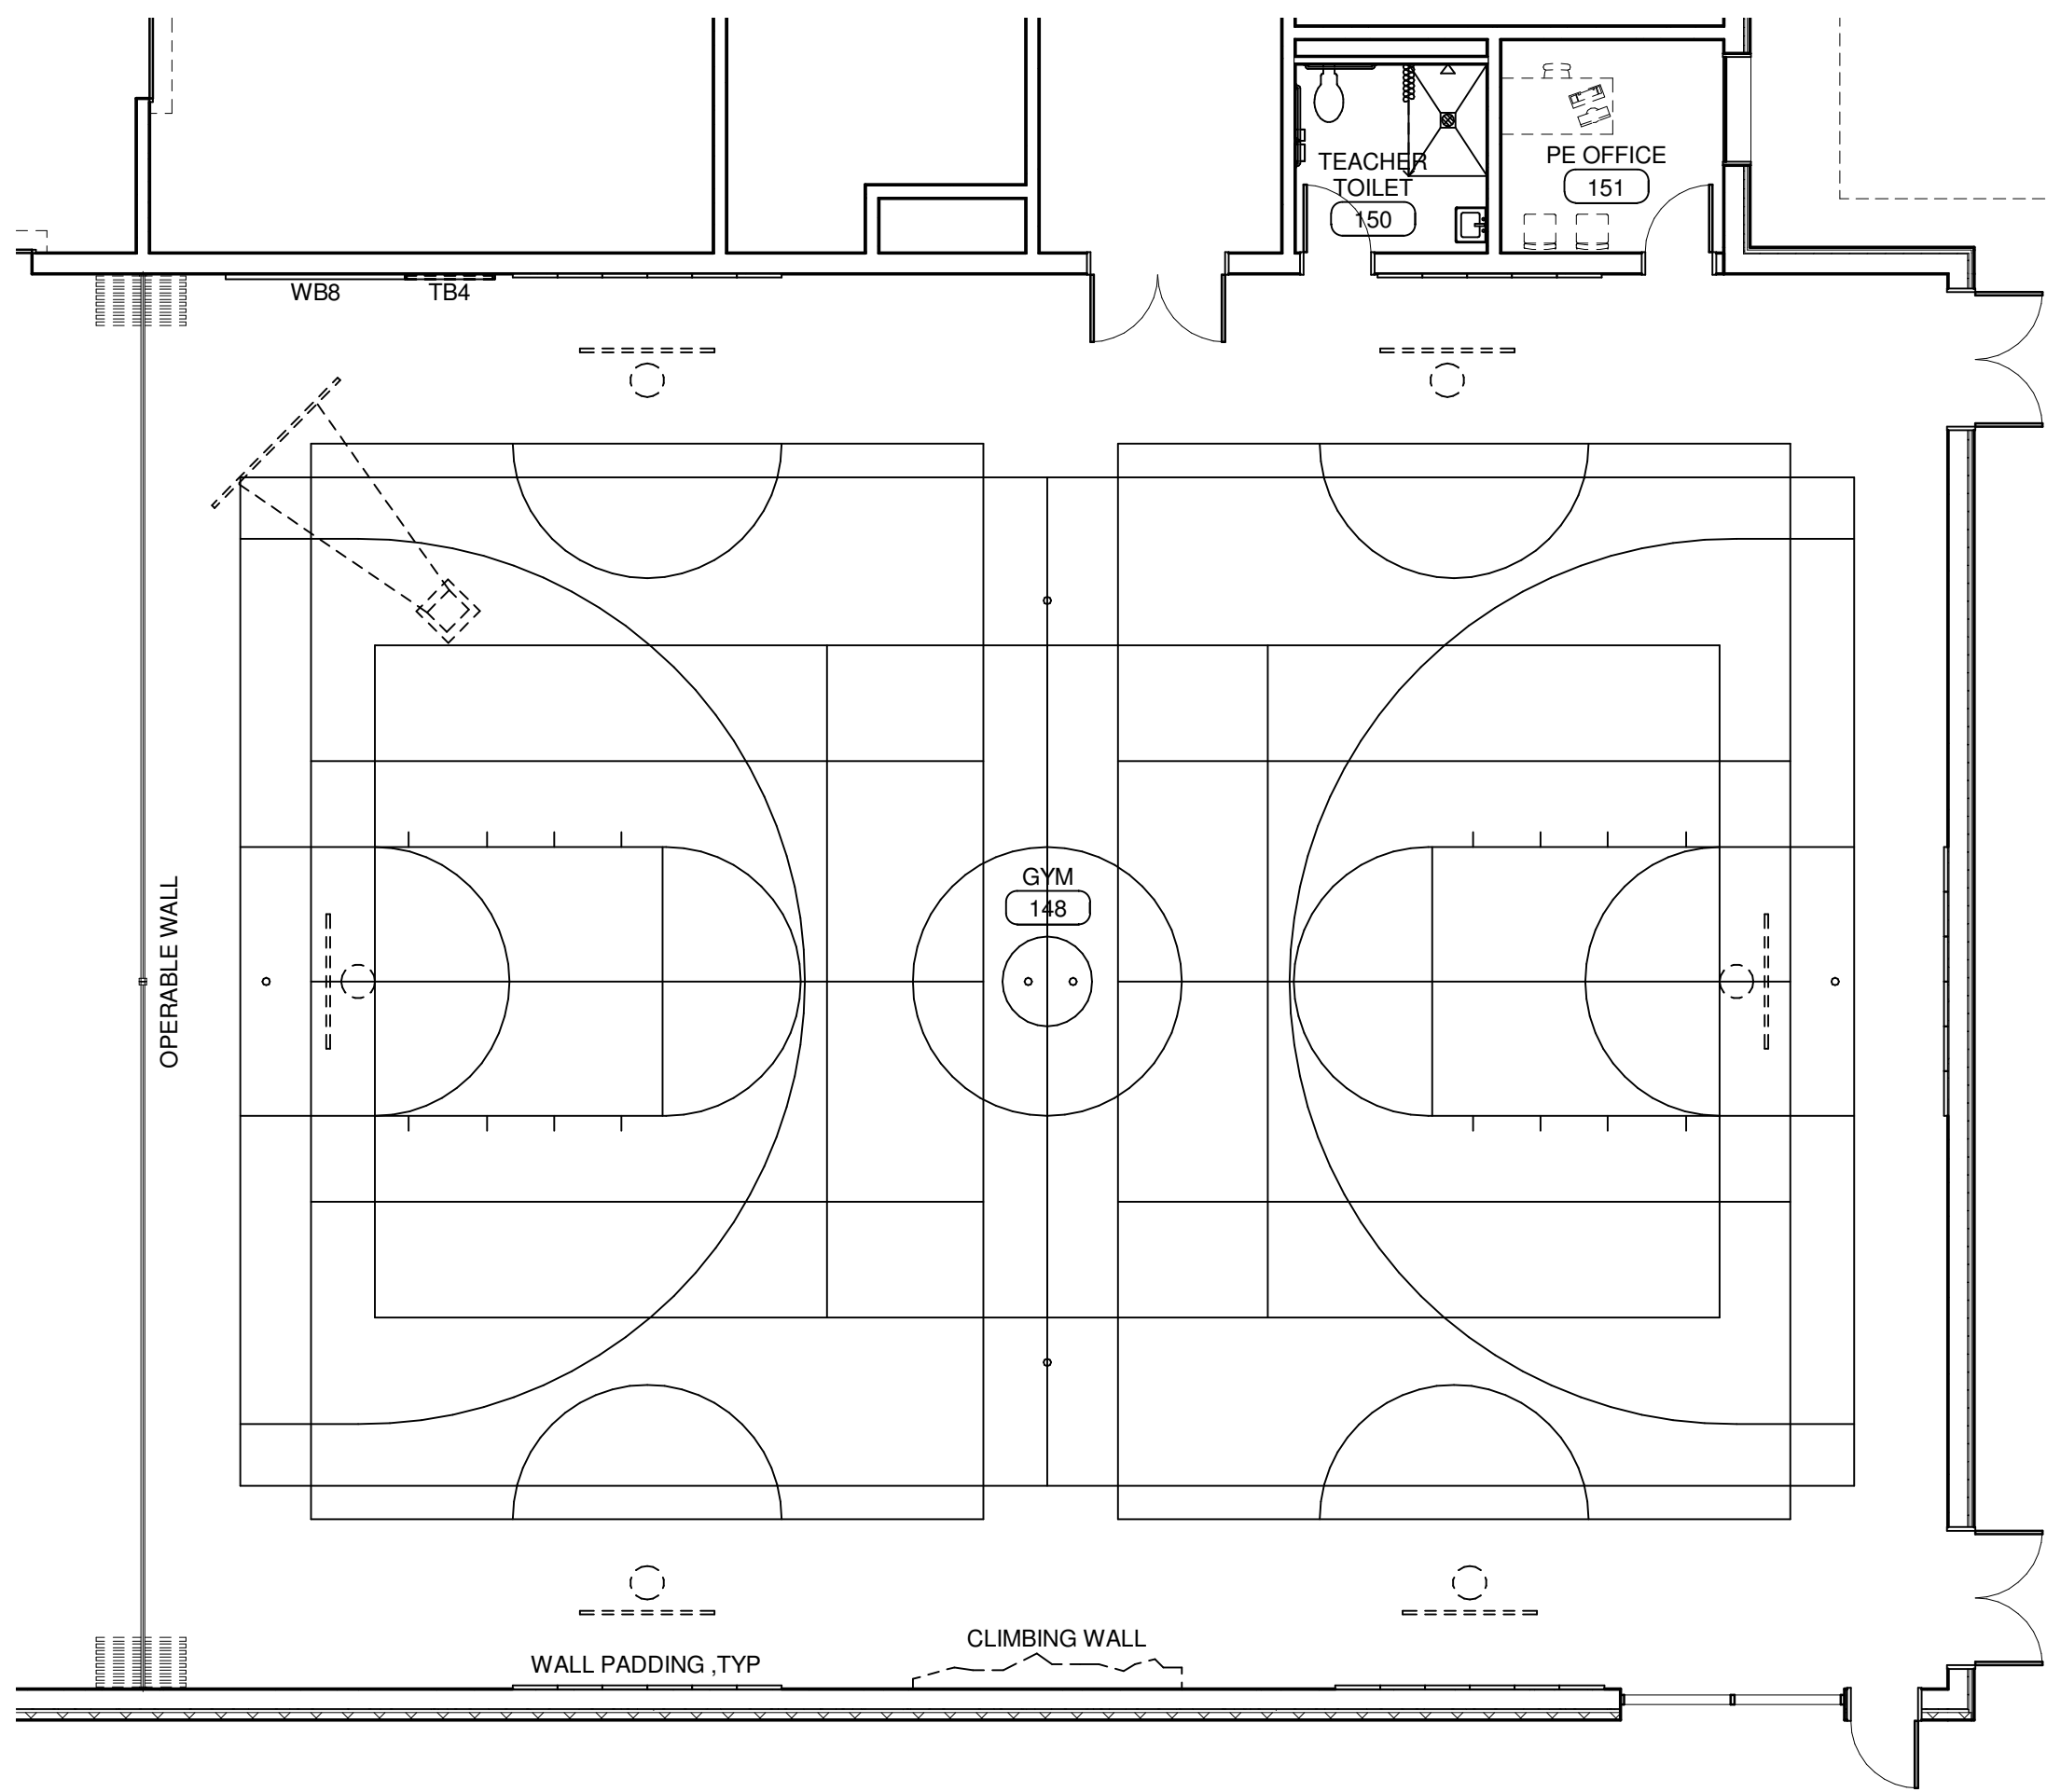 TEACHER
TOILET
150
PE OFFICE
151
WB8
TB4
OPERABLE WALL
GYM
148
CLIMBING WALL
WALL PADDING ,TYP